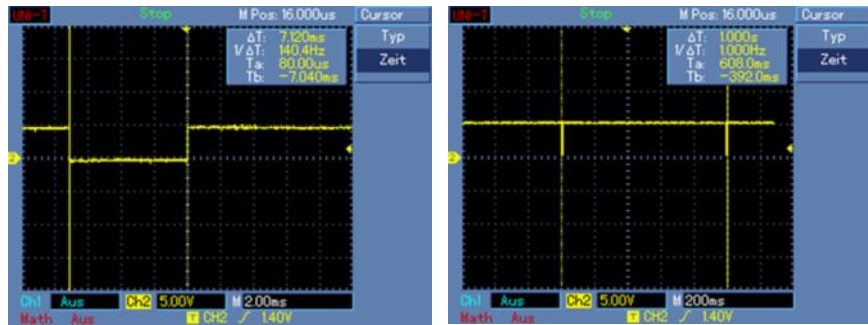 UNI-T Stop M Pos: 16.000us Cursor
ΔT: 7.120ms Typ
1/ΔT: 140.4Hz
Ta: 80.00us Zeit
Tb: -7.040ms
2
Ch1 Aus Ch2 5.00V M 2.00ms
Math Aus T CH2 / 1.40V
UNI-T Stop M Pos: 16.000us Cursor
ΔT: 1.000s Typ
1/ΔT: 1.000Hz
Ta: 608.0ms Zeit
Tb: -392.0ms
2
Ch1 Aus Ch2 5.00V M 200ms
Math Aus T CH2 / 1.40V